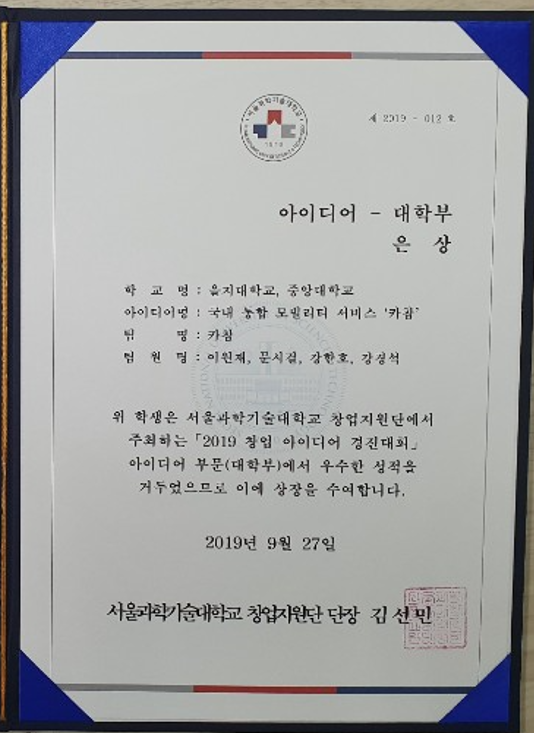 제 2019 - 012 호
아이디어 - 대학부
은 상
학 교 명 : 을지대학교, 중앙대학교
아이디어명 : 국내 통합 모빌리티 서비스 '카참'
팀 명 : 카참
팀 원 명 : 이원재, 문시걸, 강한호, 강경석
위 학생은 서울과학기술대학교 창업지원단에서
주최하는 「2019 창업 아이디어 경진대회」
아이디어 부문(대학부)에서 우수한 성적을
거두었으므로 이에 상장을 수여합니다.
2019년 9월 27일
서울과학기술대학교 창업지원단 단장 김선민